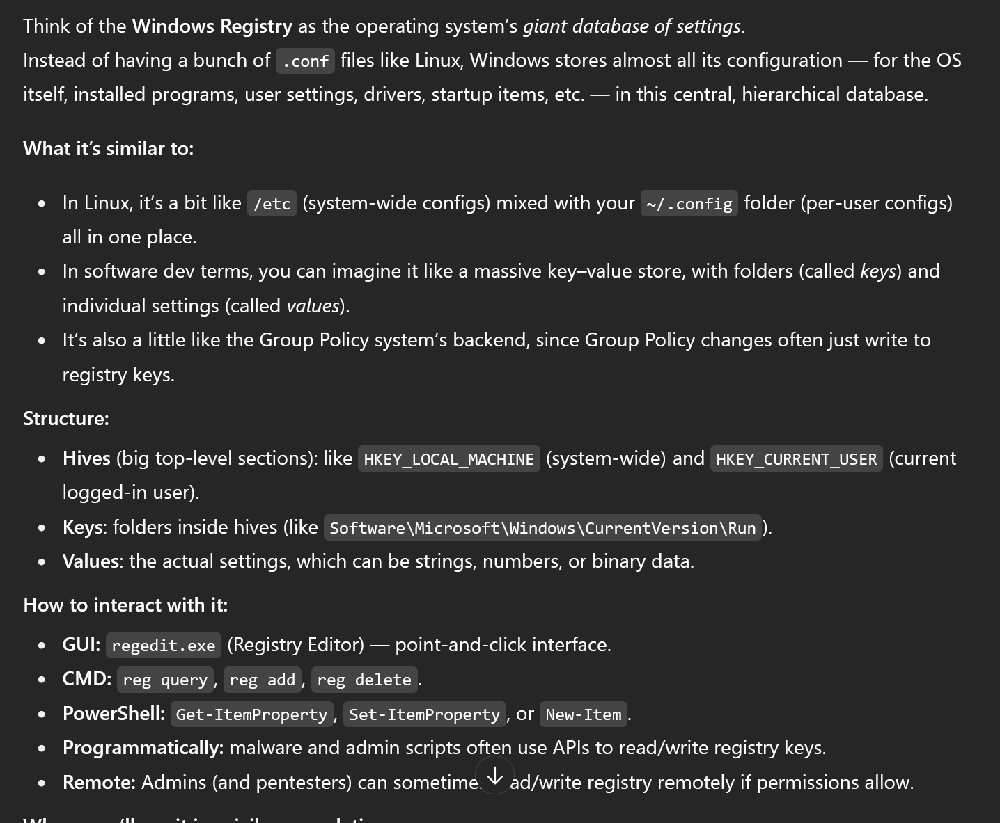 Think of the Windows Registry as the operating system’s giant database of settings.
Instead of having a bunch of .conf files like Linux, Windows stores almost all its configuration — for the OS
itself, installed programs, user settings, drivers, startup items, etc. — in this central, hierarchical database.
What it’s similar to:
• In Linux, it’s a bit like /etc (system-wide configs) mixed with your ~/.config folder (per-user configs)
all in one place.
• In software dev terms, you can imagine it like a massive key–value store, with folders (called keys) and
individual settings (called values).
• It’s also a little like the Group Policy system’s backend, since Group Policy changes often just write to
registry keys.
Structure:
• Hives (big top-level sections): like HKEY_LOCAL_MACHINE (system-wide) and HKEY_CURRENT_USER (current
logged-in user).
• Keys: folders inside hives (like Software\Microsoft\Windows\CurrentVersion\Run).
• Values: the actual settings, which can be strings, numbers, or binary data.
How to interact with it:
• GUI: regedit.exe (Registry Editor) — point-and-click interface.
• CMD: reg query, reg add, reg delete.
• PowerShell: Get-ItemProperty, Set-ItemProperty, or New-Item.
• Programmatically: malware and admin scripts often use APIs to read/write registry keys.
• Remote: Admins (and pentesters) can ad/write registry remotely if permissions allow.